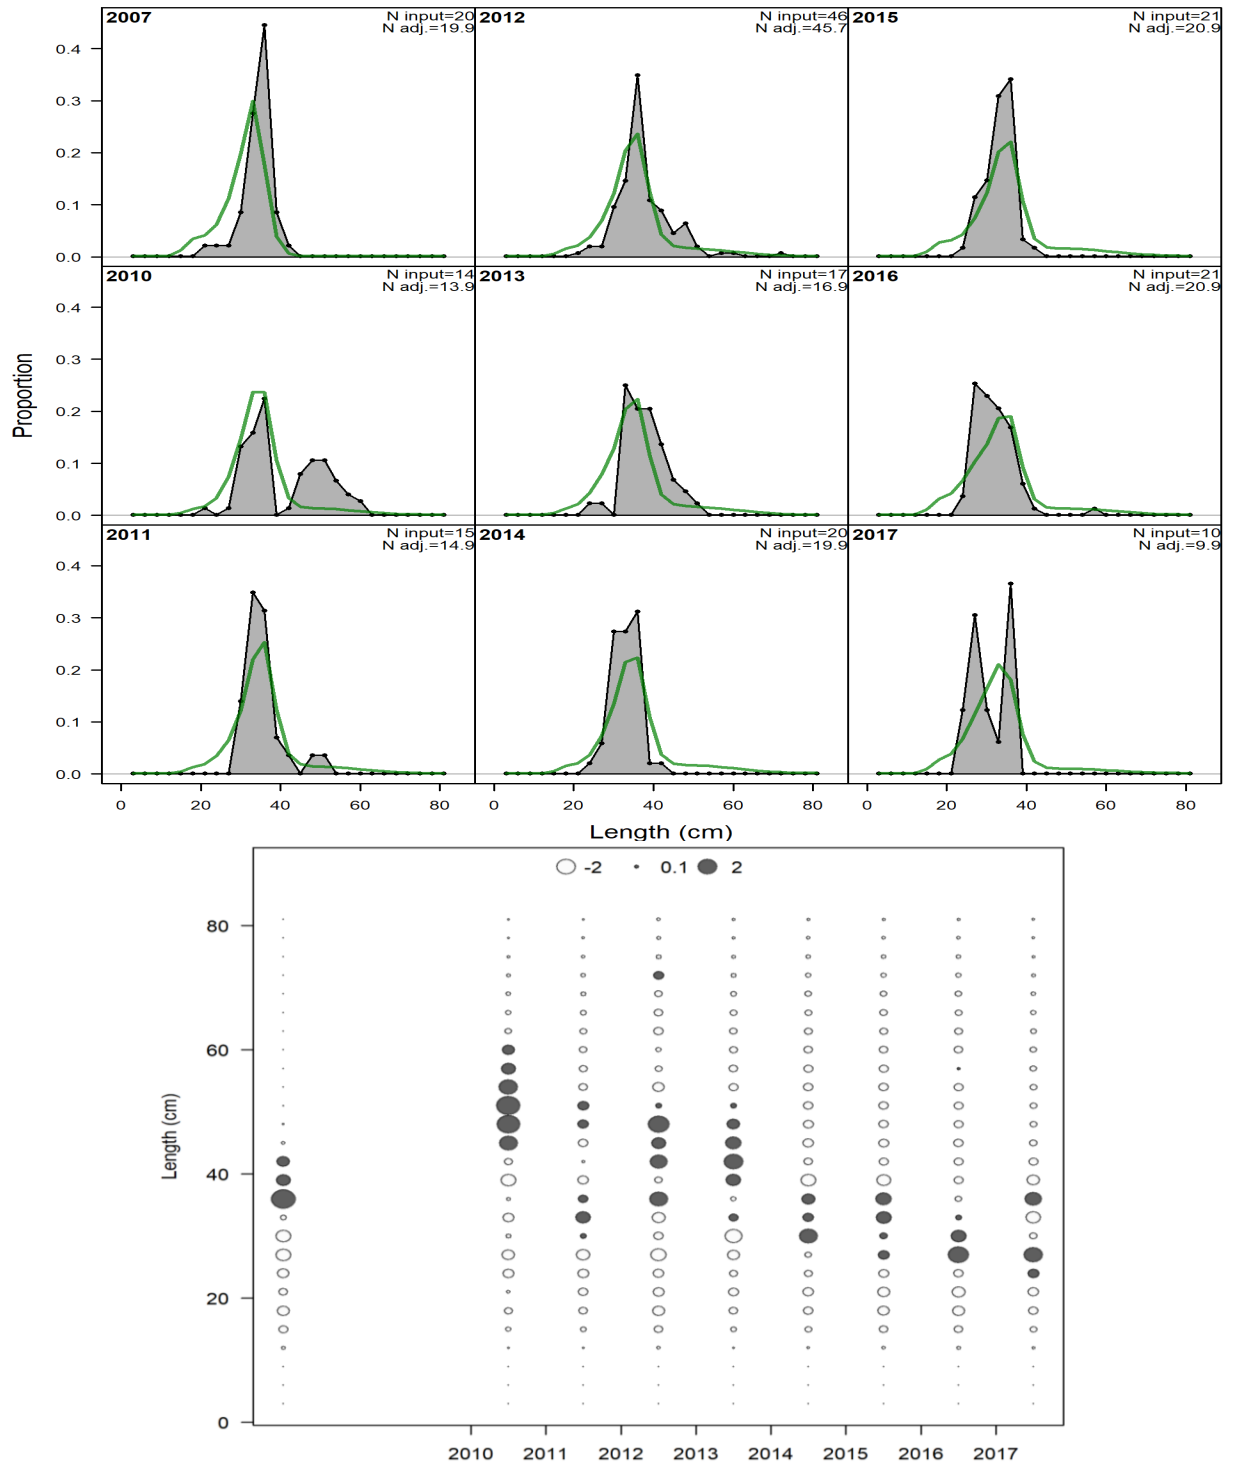 2007 N input=20
N adj.=19.9
2012 N input=46
N adj.=45.7
2015 N input=21
N adj.=20.9
0.4
0.3
0.2
0.1
0.0
2010 N input=14
N adj.=13.9
2013 N input=17
N adj.=16.9
2016 N input=21
N adj.=20.9
0.4
0.3
0.2
0.1
0.0
Proportion
2011 N input=15
N adj.=14.9
2014 N input=20
N adj.=19.9
2017 N input=10
N adj.=9.9
0.4
0.3
0.2
0.1
0.0
0 20 40 60 80 0 20 40 60 80 0 20 40 60 80
Length (cm)
-2 0.1 2
80
60
40
20
0
Length (cm)
2010 2011 2012 2013 2014 2015 2016 2017